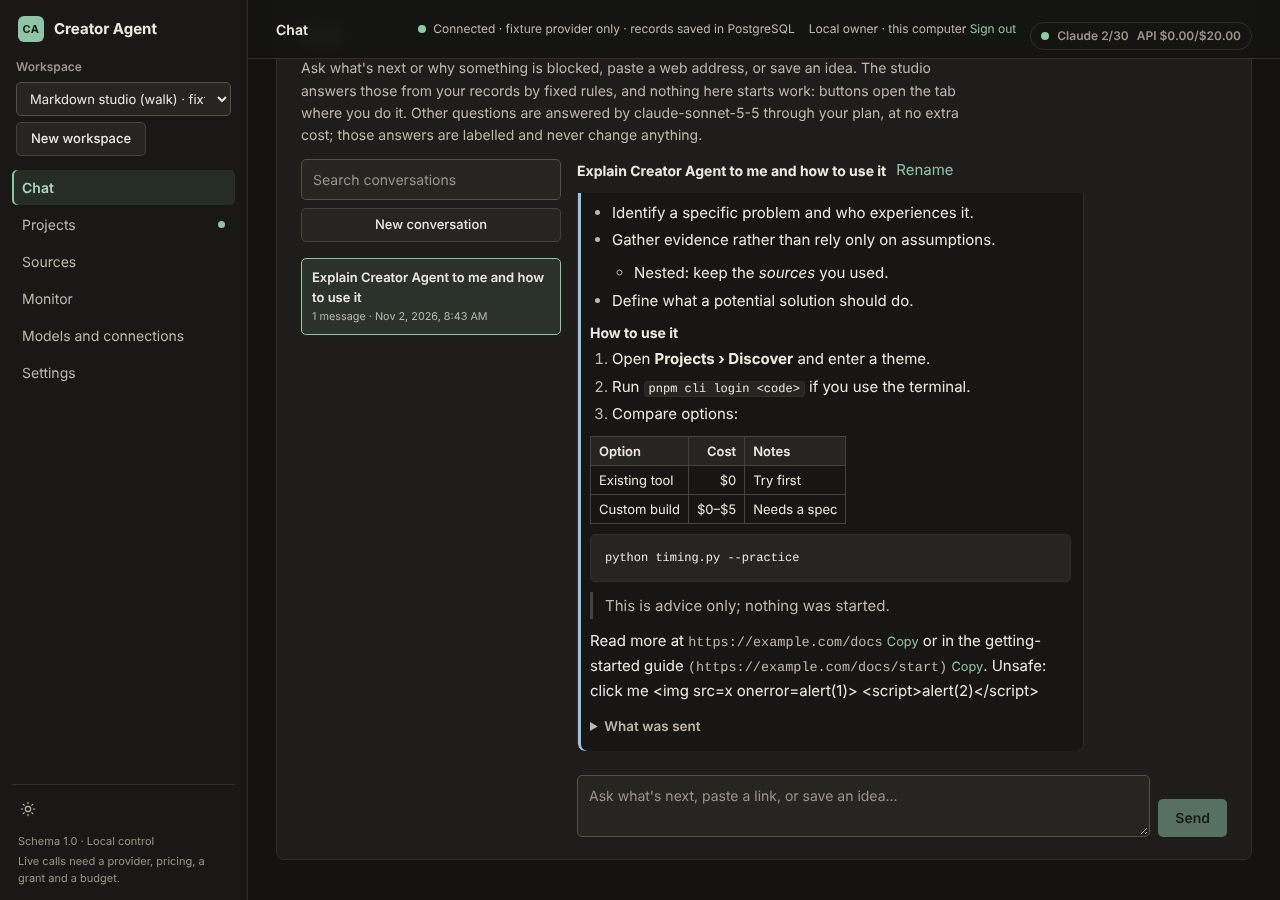 CA Creator Agent
Workspace
Markdown studio (walk) · fix
New workspace
Chat
Projects
Sources
Monitor
Models and connections
Settings
Schema 1.0 · Local control
Live calls need a provider, pricing, a
grant and a budget.
Chat
Connected · fixture provider only · records saved in PostgreSQL
Local owner · this computer Sign out
Claude 2/30 API $0.00/$20.00
Ask what's next or why something is blocked, paste a web address, or save an idea. The studio
answers those from your records by fixed rules, and nothing here starts work: buttons open the tab
where you do it. Other questions are answered by claude-sonnet-5-5 through your plan, at no extra
cost; those answers are labelled and never change anything.
Search conversations
New conversation
Explain Creator Agent to me and how
to use it
1 message · Nov 2, 2026, 8:43 AM
Explain Creator Agent to me and how to use it Rename
• Identify a specific problem and who experiences it.
• Gather evidence rather than rely only on assumptions.
◦ Nested: keep the sources you used.
• Define what a potential solution should do.
How to use it
1. Open Projects › Discover and enter a theme.
2. Run pnpm cli login <code> if you use the terminal.
3. Compare options:
Option Cost Notes
Existing tool $0 Try first
Custom build $0–$5 Needs a spec
python timing.py --practice
This is advice only; nothing was started.
Read more at https://example.com/docs Copy or in the getting-
started guide (https://example.com/docs/start) Copy. Unsafe:
click me <img src=x onerror=alert(1)> <script>alert(2)</script>
▶ What was sent
Ask what's next, paste a link, or save an idea…
Send